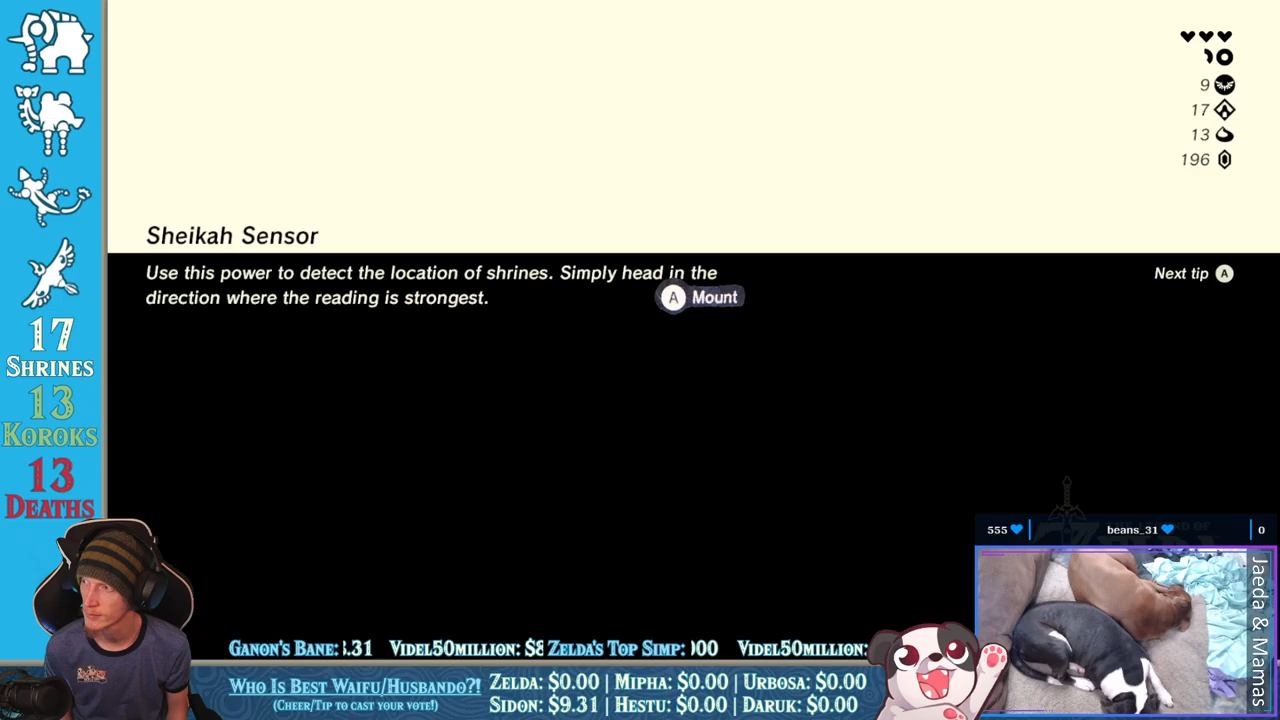 9
17
13
196
Sheikah Sensor
Use this power to detect the location of shrines. Simply head in the
direction where the reading is strongest.
Next tip A
A Mount
17
SHRINES
13
KOROKS
13
DEATHS
555
beans_31
0
Jaeda & Mamas
GANON'S BANE: .31 VIDEL50MILLION: $ ZELDA'S TOP SIMP: 00 VIDEL50MILLION:
WHO IS BEST WAIFU/HUSBANDO?!
(CHEER/TIP TO CAST YOUR VOTE!)
ZELDA: $0.00 | MIPHA: $0.00 | URBOSA: $0.00
SIDON: $9.31 | HESTU: $0.00 | DARUK: $0.00